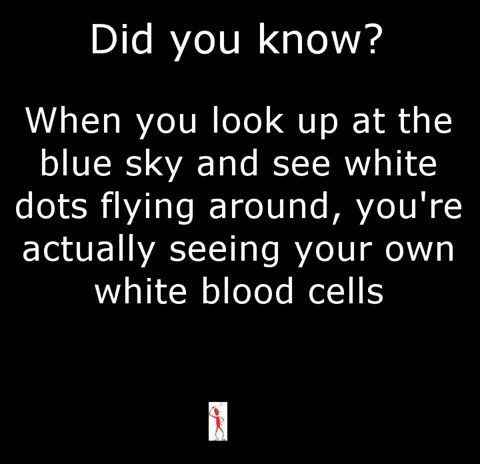 Did you know?
When you look up at the
blue sky and see white
dots flying around, you're
actually seeing your own
white blood cells